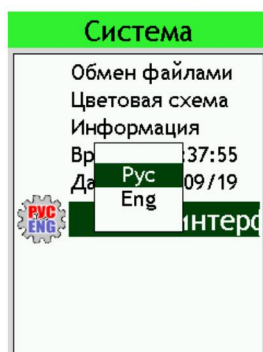 Система
Обмен файлами
Цветовая схема
Информация
Вр :37:55
Да 09/19
Рус
Eng
РУС
ENG
интерф